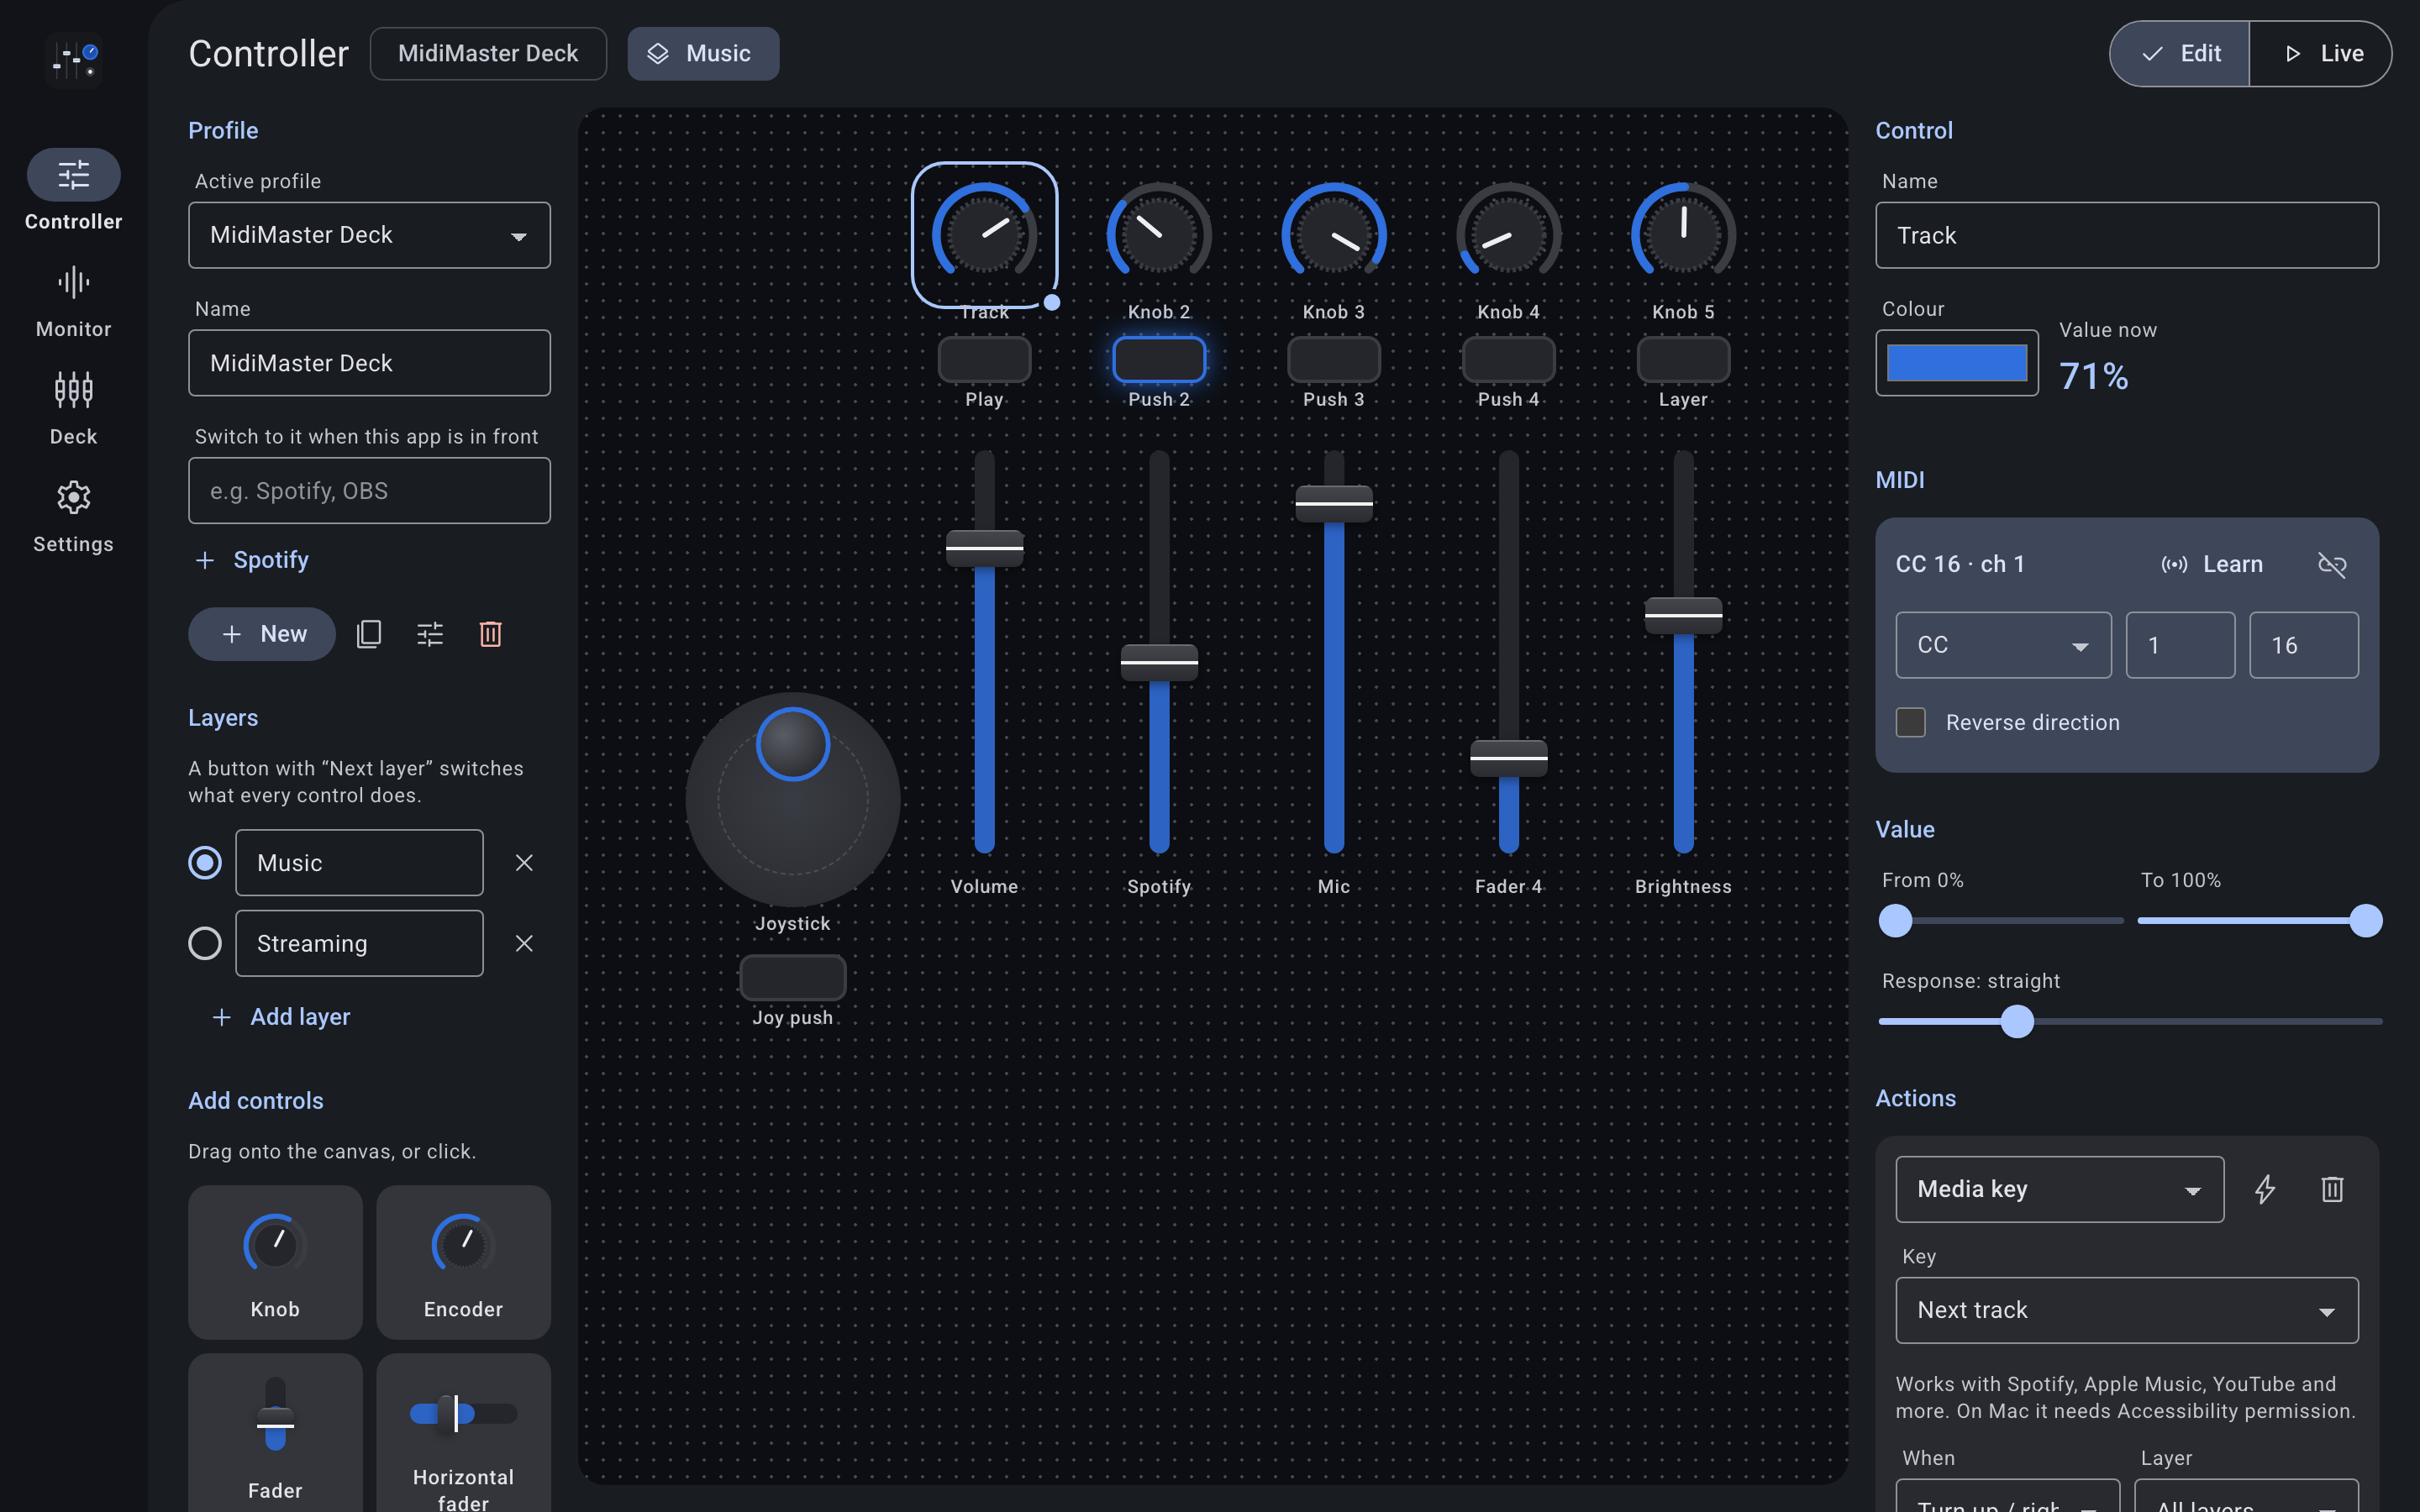 Controller
MidiMaster Deck
Music
Edit
Live
Controller
Monitor
Deck
Settings
Profile
Active profile
MidiMaster Deck
Name
MidiMaster Deck
Switch to it when this app is in front
e.g. Spotify, OBS
Spotify
New
Layers
A button with “Next layer” switches
what every control does.
Music
Streaming
Add layer
Add controls
Drag onto the canvas, or click.
Knob
Encoder
Fader
Horizontal
fader
Track
Knob 2
Knob 3
Knob 4
Knob 5
Play
Push 2
Push 3
Push 4
Layer
Volume
Spotify
Mic
Fader 4
Brightness
Joystick
Joy push
Control
Name
Track
Colour
Value now
71%
MIDI
CC 16 · ch 1
Learn
CC
1
16
Reverse direction
Value
From 0%
To 100%
Response: straight
Actions
Media key
Key
Next track
Works with Spotify, Apple Music, YouTube and
more. On Mac it needs Accessibility permission.
When
Layer
Turn up / righ
All layers